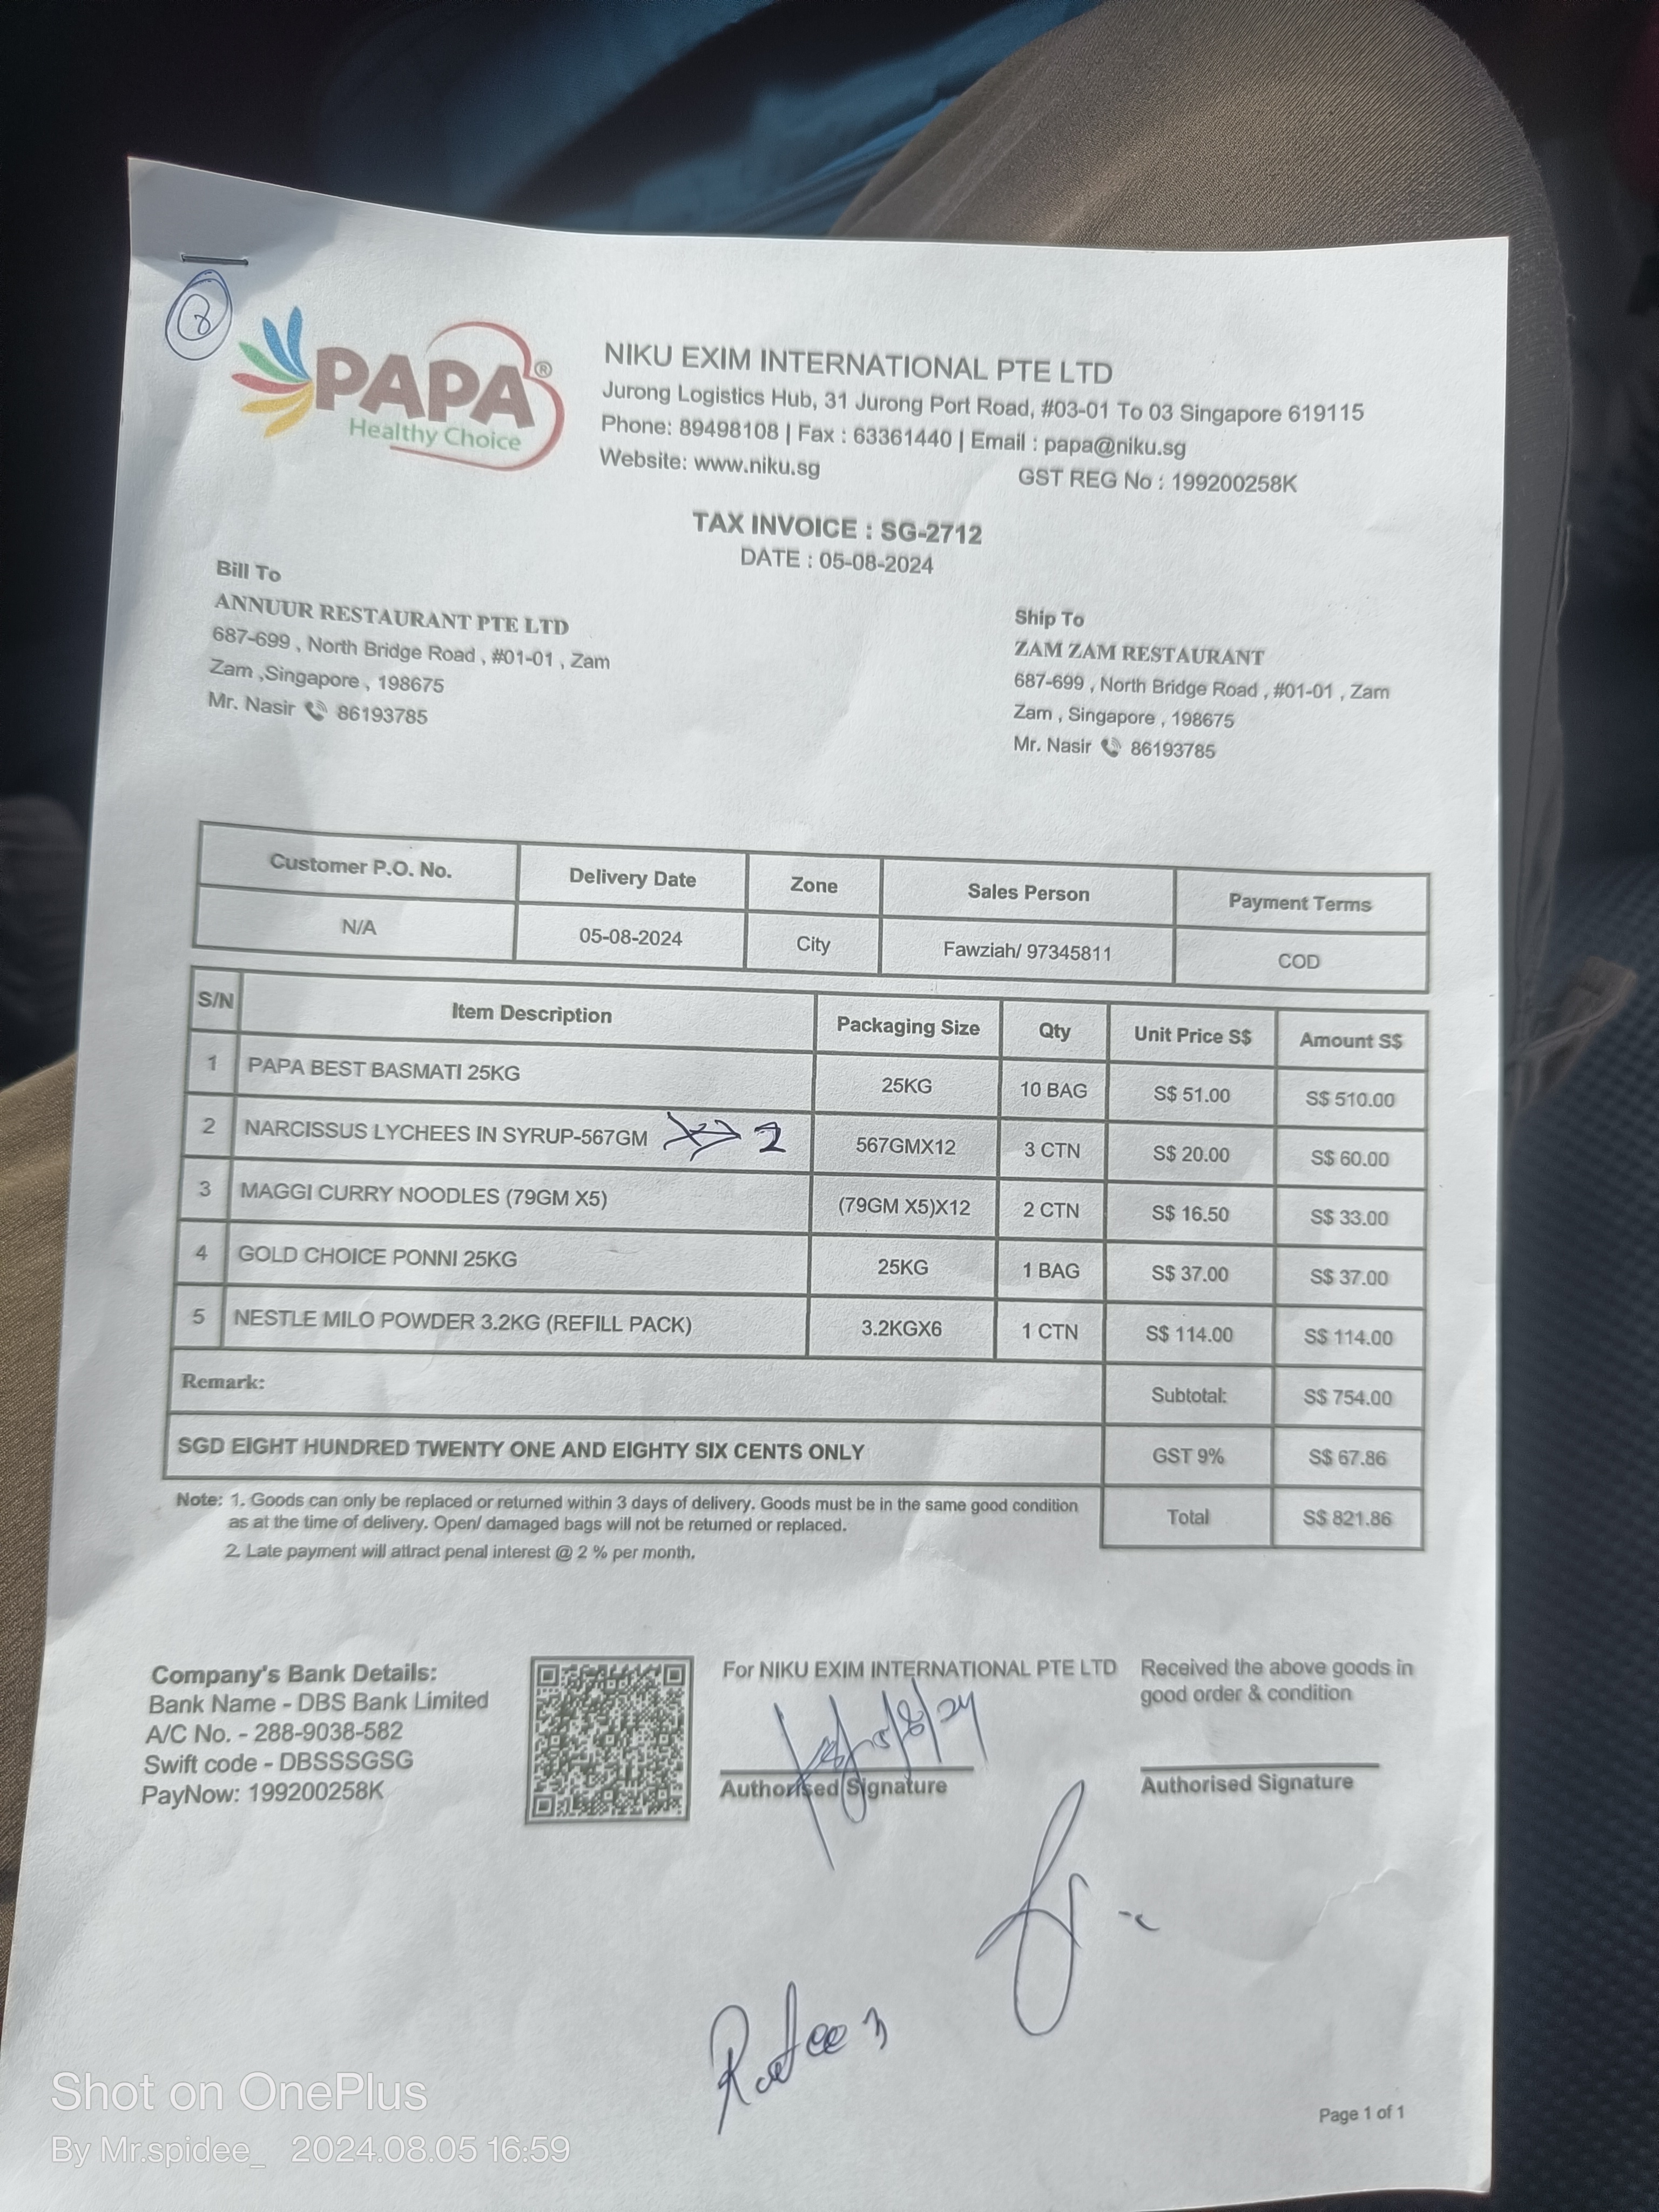 PAPA®
Healthy Choice
NIKU EXIM INTERNATIONAL PTE LTD
Jurong Logistics Hub, 31 Jurong Port Road, #03-01 To 03 Singapore 619115
Phone: 89498108 | Fax : 63361440 | Email : papa@niku.sg
Website: www.niku.sg GST REG No : 199200258K
TAX INVOICE : SG-2712
DATE : 05-08-2024
Bill To
ANNUUR RESTAURANT PTE LTD
687-699 , North Bridge Road , #01-01 , Zam
Zam ,Singapore , 198675
Mr. Nasir 86193785
Ship To
ZAM ZAM RESTAURANT
687-699 , North Bridge Road , #01-01 , Zam
Zam , Singapore , 198675
Mr. Nasir 86193785
Customer P.O. No. Delivery Date Zone Sales Person Payment Terms
N/A 05-08-2024 City Fawziah/ 97345811 COD
S/N Item Description Packaging Size Qty Unit Price S$ Amount S$
1 PAPA BEST BASMATI 25KG 25KG 10 BAG S$ 51.00 S$ 510.00
2 NARCISSUS LYCHEES IN SYRUP-567GM 2 567GMX12 3 CTN S$ 20.00 S$ 60.00
3 MAGGI CURRY NOODLES (79GM X5) (79GM X5)X12 2 CTN S$ 16.50 S$ 33.00
4 GOLD CHOICE PONNI 25KG 25KG 1 BAG S$ 37.00 S$ 37.00
5 NESTLE MILO POWDER 3.2KG (REFILL PACK) 3.2KGX6 1 CTN S$ 114.00 S$ 114.00
Remark: Subtotal: S$ 754.00
SGD EIGHT HUNDRED TWENTY ONE AND EIGHTY SIX CENTS ONLY GST 9% S$ 67.86
Total S$ 821.86
Note: 1. Goods can only be replaced or returned within 3 days of delivery. Goods must be in the same good condition
as at the time of delivery. Open/ damaged bags will not be returned or replaced.
2. Late payment will attract penal interest @ 2 % per month.
Company's Bank Details:
Bank Name - DBS Bank Limited
A/C No. - 288-9038-582
Swift code - DBSSSGSG
PayNow: 199200258K
For NIKU EXIM INTERNATIONAL PTE LTD
Authorised Signature
Received the above goods in
good order & condition
Authorised Signature
Page 1 of 1
Shot on OnePlus
By Mr.spidee_ 2024.08.05 16:59